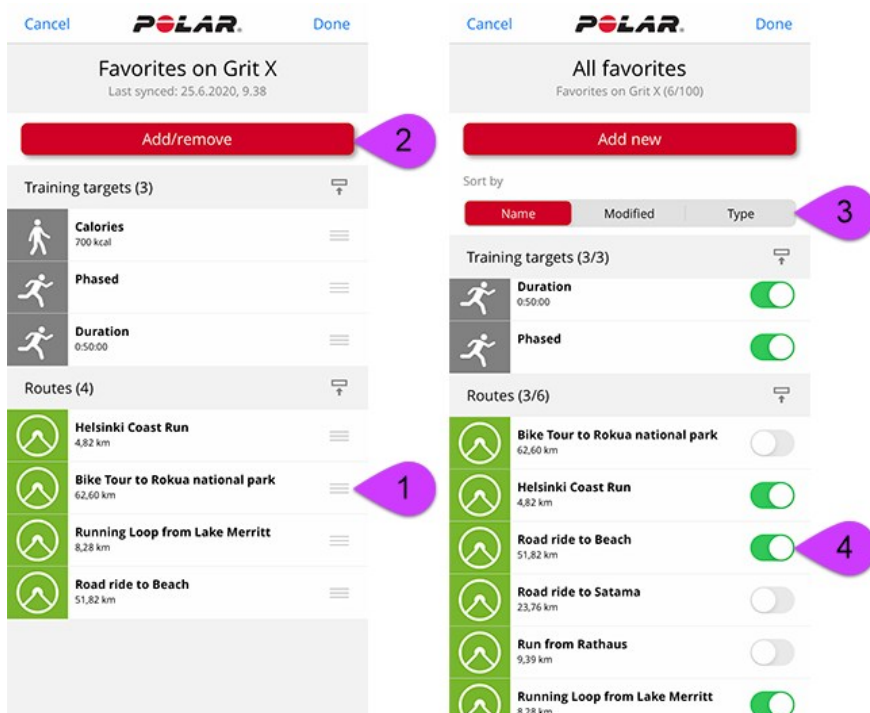 Cancel
POLAR.
Done
Favorites on Grit X
Last synced: 25.6.2020, 9.38
Add/remove
2
Training targets (3)
Calories
700 kcal
Phased
Duration
0:50:00
Routes (4)
Helsinki Coast Run
4,82 km
Bike Tour to Rokua national park
62,60 km
1
Running Loop from Lake Merritt
8,28 km
Road ride to Beach
51,82 km
Cancel
POLAR.
Done
All favorites
Favorites on Grit X (6/100)
Add new
Sort by
Name Modified Type
3
Training targets (3/3)
Duration
0:50:00
Phased
Routes (3/6)
Bike Tour to Rokua national park
62,60 km
Helsinki Coast Run
4,82 km
Road ride to Beach
51,82 km
4
Road ride to Satama
23,76 km
Run from Rathaus
9,39 km
Running Loop from Lake Merritt
8,28 km